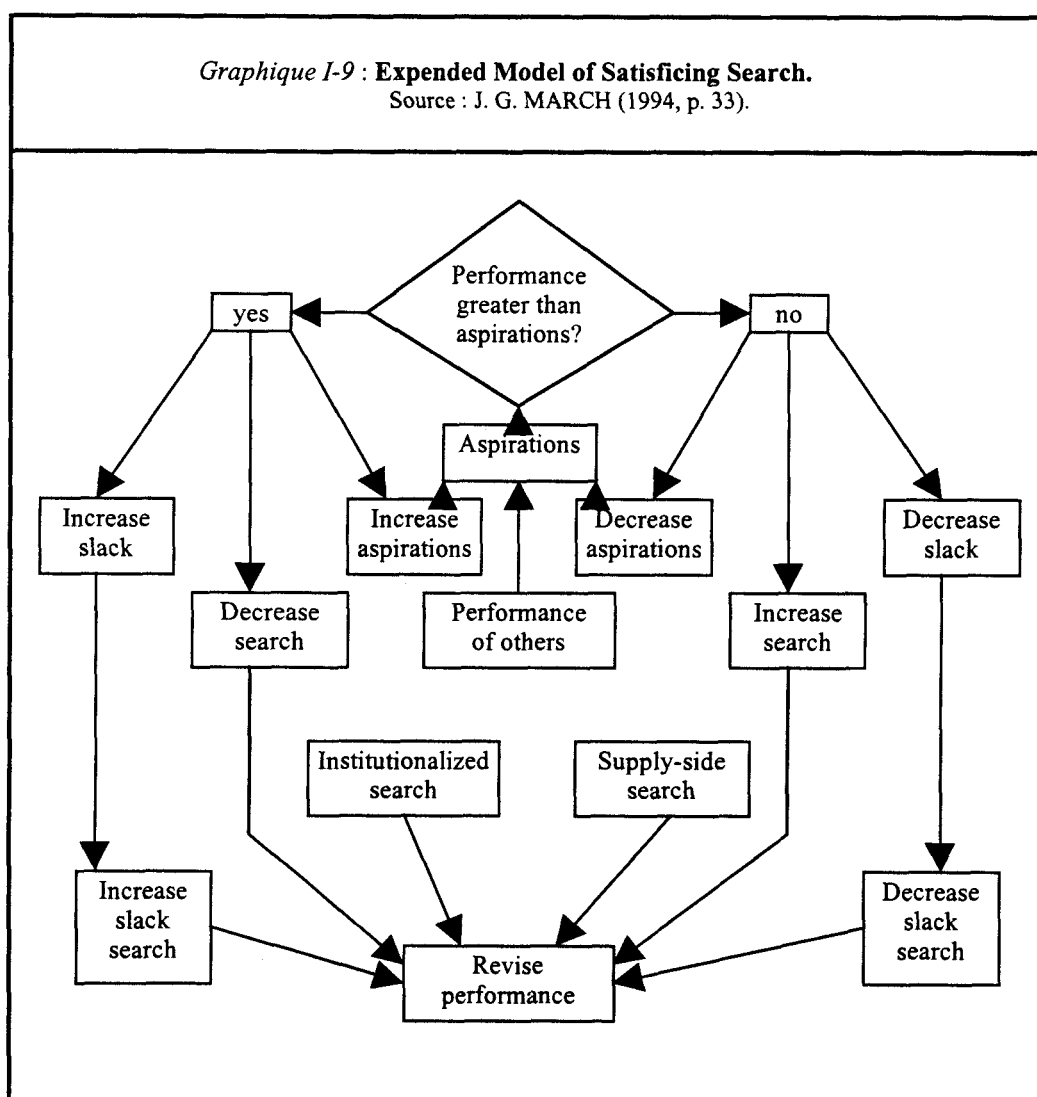 Graphique I-9 : Expended Model of Satisficing Search.
Source : J. G. MARCH (1994, p. 33).
Performance
greater than
aspirations?
yes
no
Aspirations
Increase
slack
Increase
aspirations
Decrease
aspirations
Decrease
slack
Decrease
search
Performance
of others
Increase
search
Institutionalized
search
Supply-side
search
Increase
slack
search
Decrease
slack
search
Revise
performance